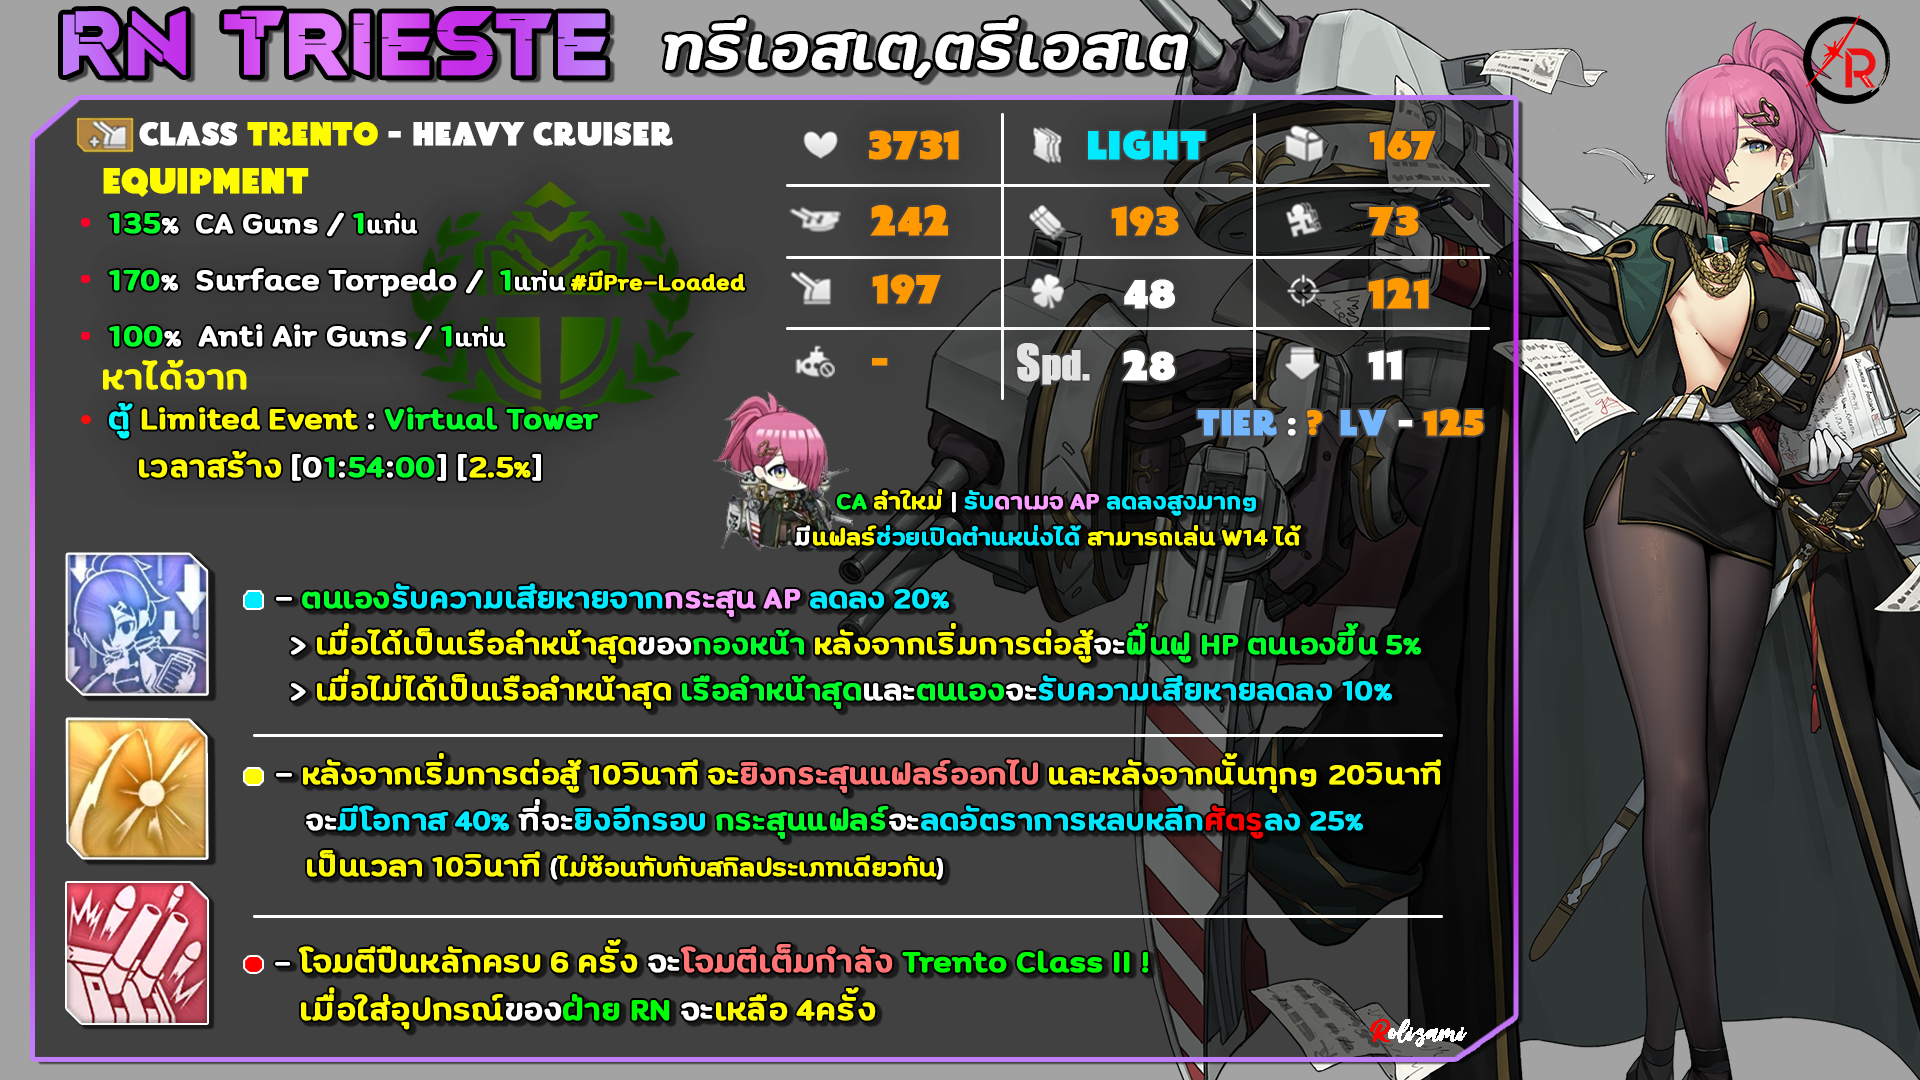 RN TRIESTE ทรีเอสเต,ตรีเอสเต
R
CLASS TRENTO - HEAVY CRUISER
EQUIPMENT
135% CA Guns / 1แท่น
170% Surface Torpedo / 1แท่น #มีPre-Loaded
100% Anti Air Guns / 1แท่น
หาได้จาก
ตู้ Limited Event : Virtual Tower
เวลาสร้าง [01:54:00] [2.5%]
3731 LIGHT 167
242 193 73
197 48 121
- Spd. 28 11
TIER : ? LV - 125
CA ลำใหม่ | รับดาเมจ AP ลดลงสูงมากๆ
มีแฟลร์ช่วยเปิดตำแหน่งได้ สามารถเล่น W14 ได้
- ตนเองรับความเสียหายจากกระสุน AP ลดลง 20%
> เมื่อได้เป็นเรือลำหน้าสุดของกองหน้า หลังจากเริ่มการต่อสู้จะฟื้นฟู HP ตนเองขึ้น 5%
> เมื่อไม่ได้เป็นเรือลำหน้าสุด เรือลำหน้าสุดและตนเองจะรับความเสียหายลดลง 10%
- หลังจากเริ่มการต่อสู้ 10วินาที จะยิงกระสุนแฟลร์ออกไป และหลังจากนั้นทุกๆ 20วินาที
จะมีโอกาส 40% ที่จะยิงอีกรอบ กระสุนแฟลร์จะลดอัตราการหลบหลีกศัตรูลง 25%
เป็นเวลา 10วินาที (ไม่ซ้อนทับกับสกิลประเภทเดียวกัน)
- โจมตีปืนหลักครบ 6 ครั้ง จะโจมตีเต็มกำลัง Trento Class II !
เมื่อใส่อุปกรณ์ของฝ่าย RN จะเหลือ 4ครั้ง
Rolizami